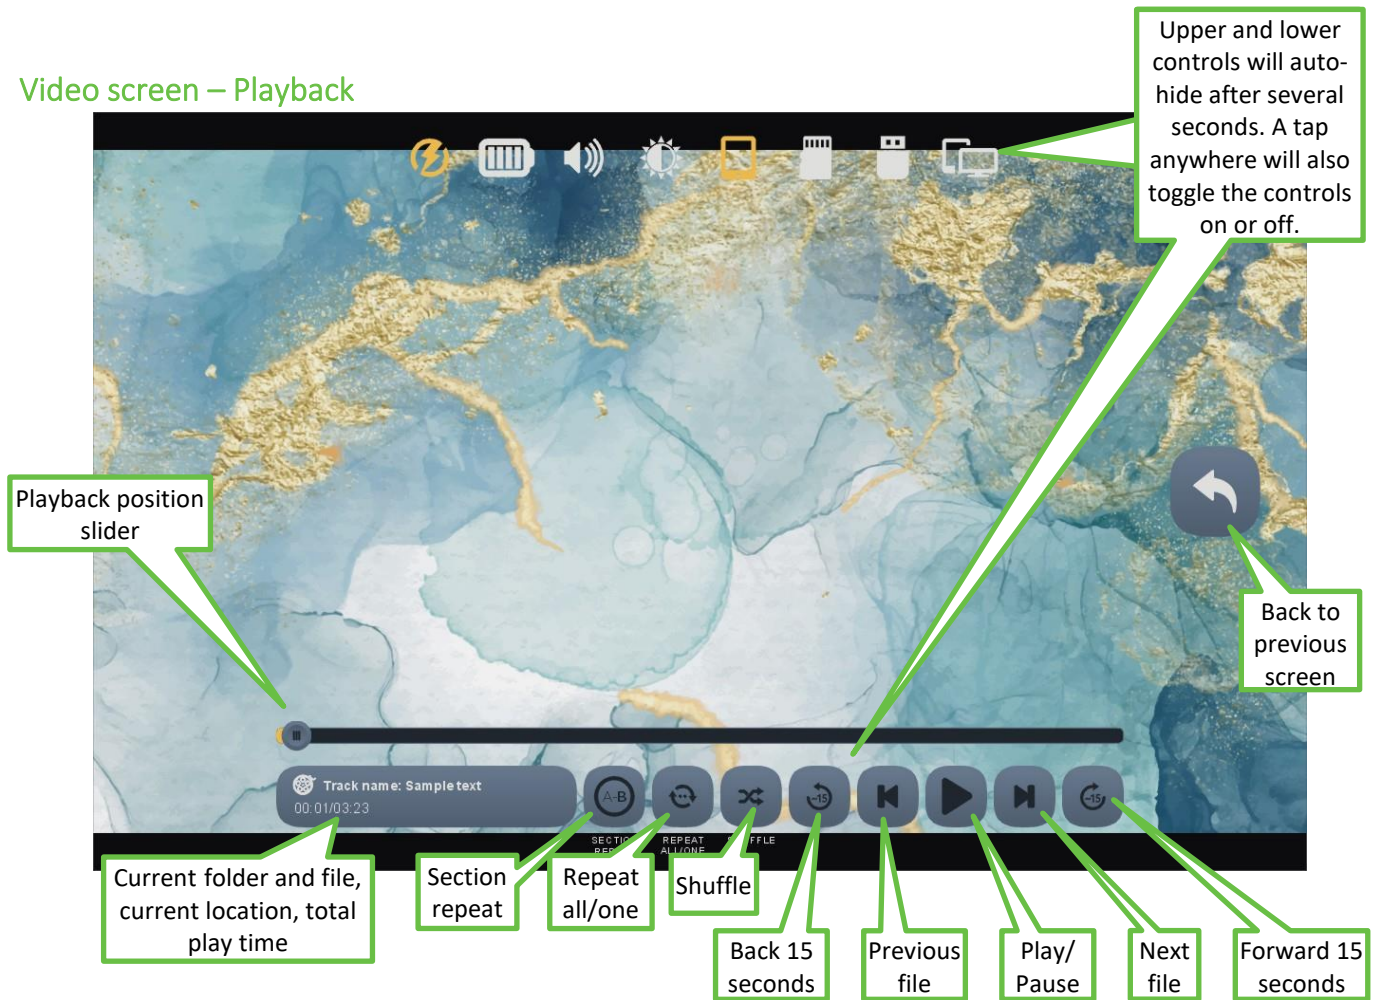 Video screen – Playback
Upper and lower
controls will auto-
hide after several
seconds. A tap
anywhere will also
toggle the controls
on or off.
Playback position
slider
Back to
previous
screen
Track name: Sample text
00:01/03:23
A-B
-15
-15
REPEAT
Current folder and file,
current location, total
play time
Section
repeat
Repeat
all/one
Shuffle
Back 15
seconds
Previous
file
Play/
Pause
Next
file
Forward 15
seconds